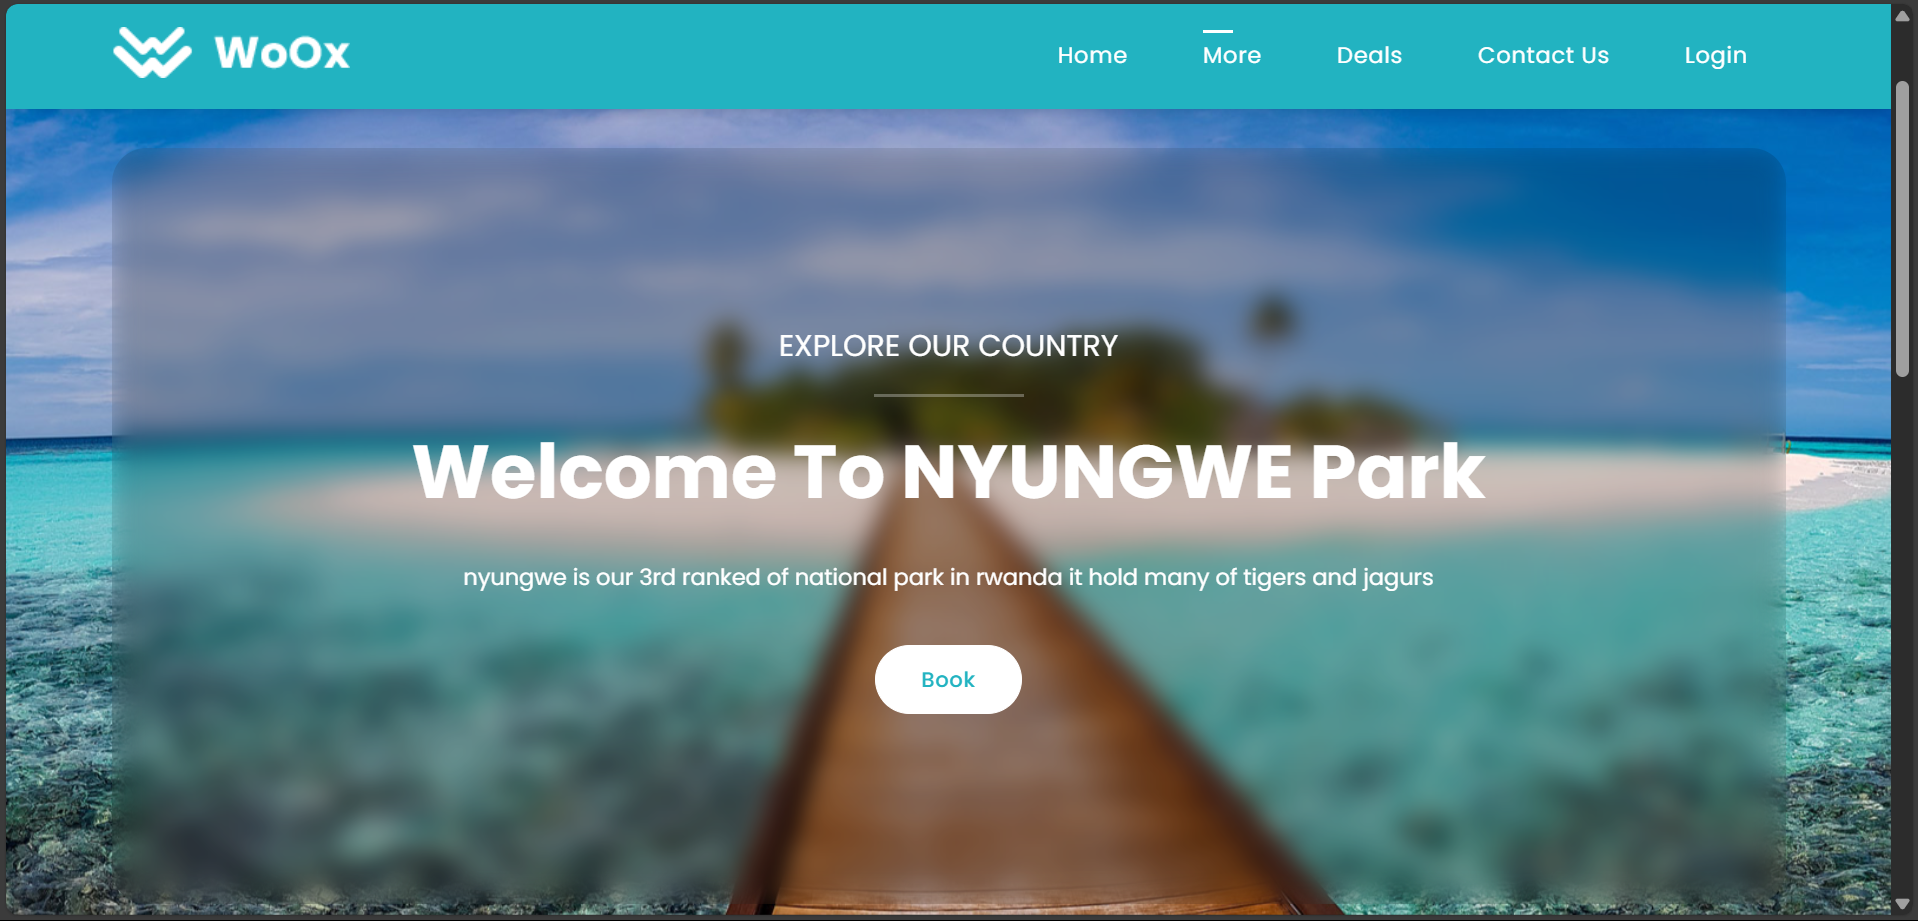 WoOx
Home More Deals Contact Us Login
EXPLORE OUR COUNTRY
Welcome To NYUNGWE Park
nyungwe is our 3rd ranked of national park in rwanda it hold many of tigers and jagurs
Book